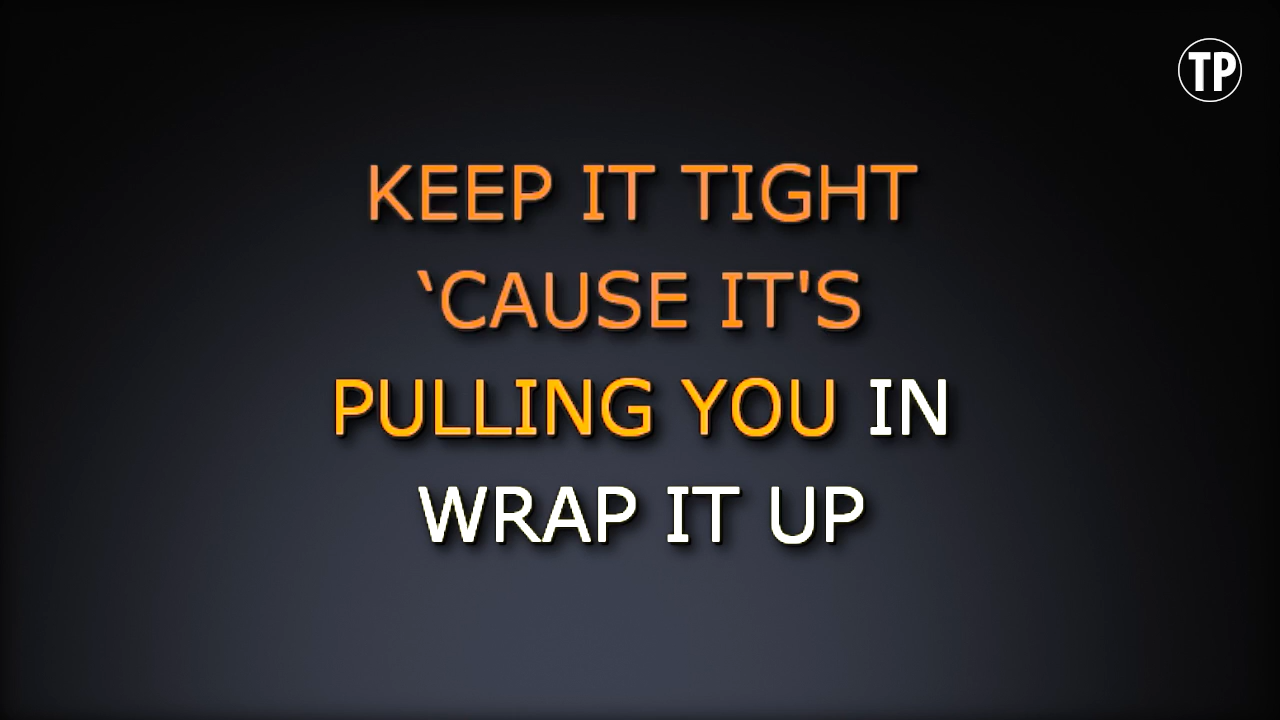 TP
KEEP IT TIGHT
‘CAUSE IT'S
PULLING YOU IN
WRAP IT UP